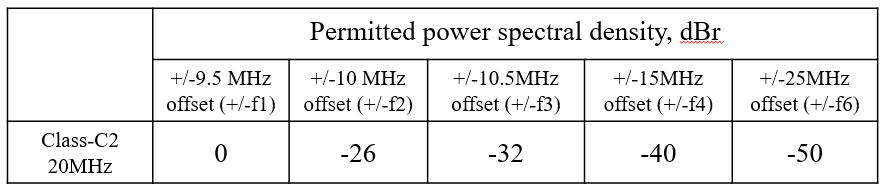 Permitted power spectral density, dBr
+/-9.5 MHz
offset (+/-f1)
+/-10 MHz
offset (+/-f2)
+/-10.5MHz
offset (+/-f3)
+/-15MHz
offset (+/-f4)
+/-25MHz
offset (+/-f6)
Class-C2
20MHz
0
-26
-32
-40
-50